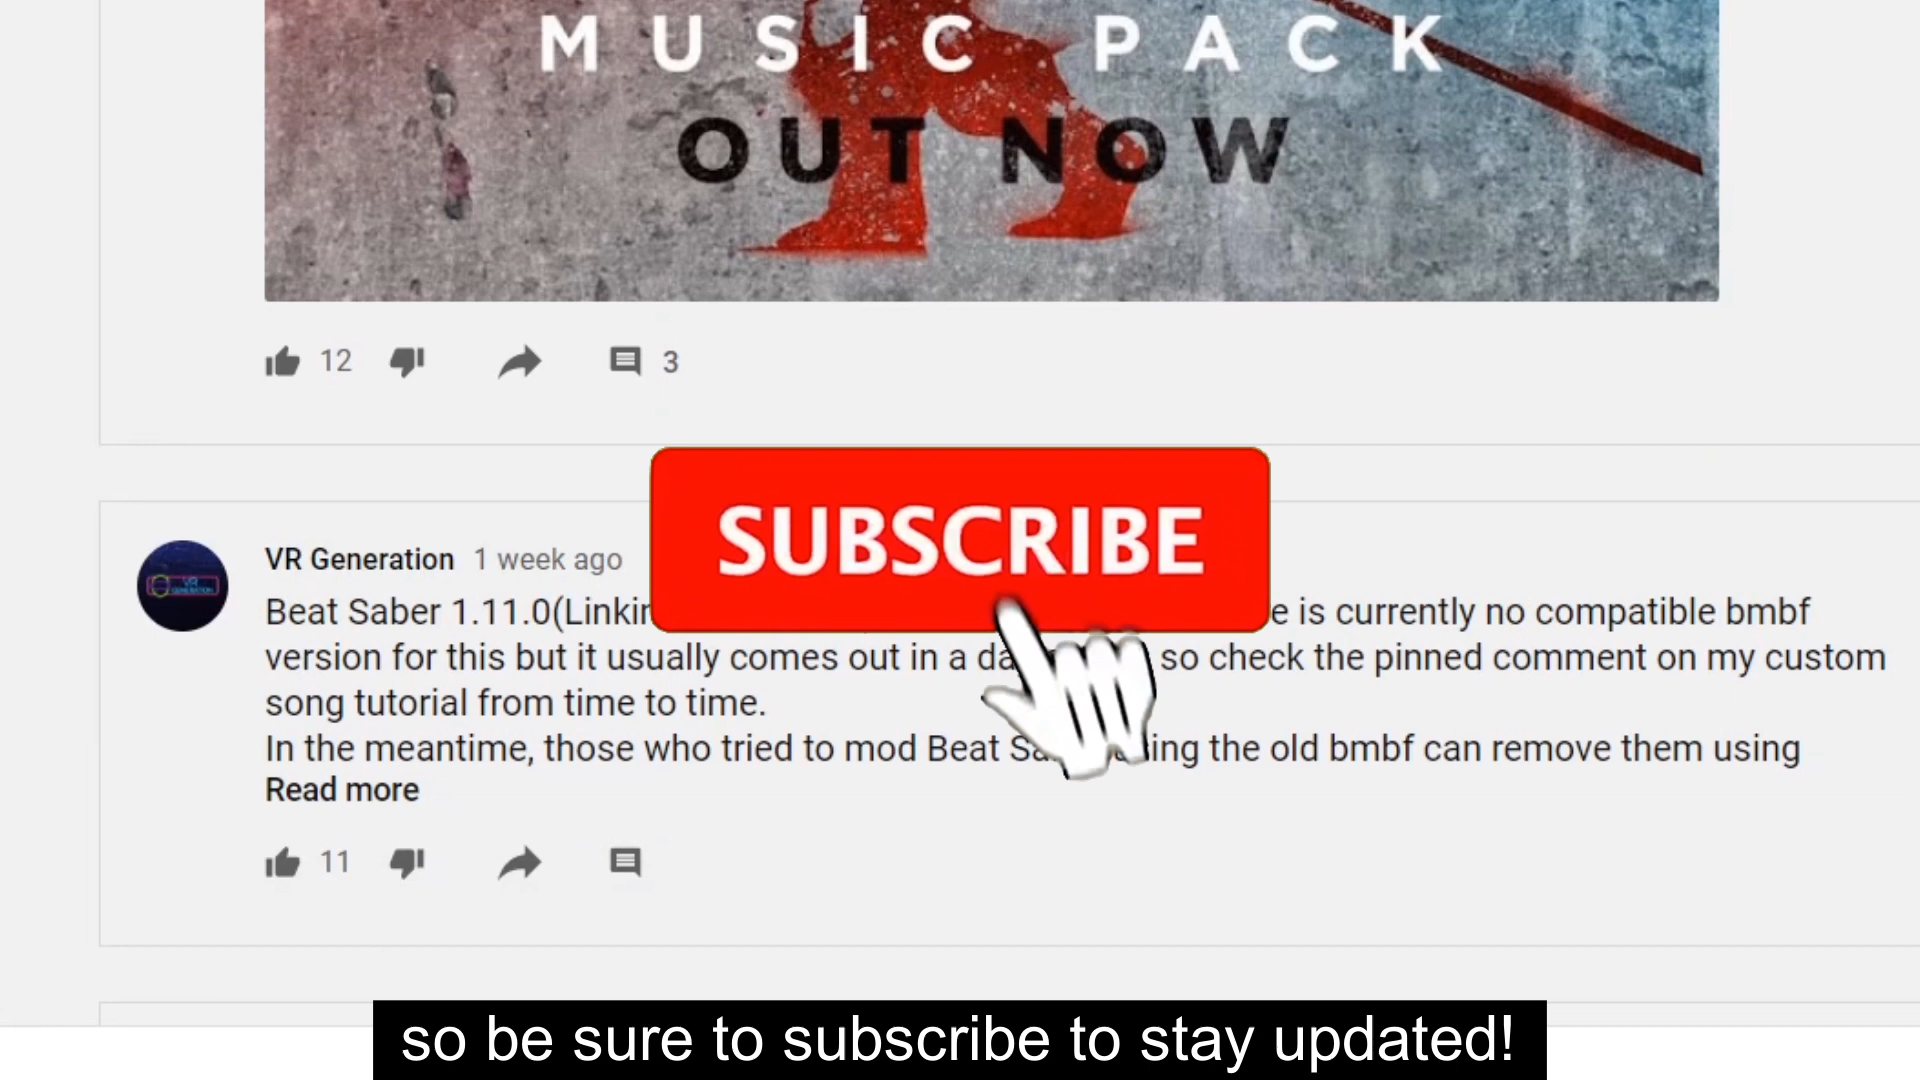 MUSIC PACK
OUT NOW
12
3
SUBSCRIBE
VR Generation 1 week ago
Beat Saber 1.11.0(Linkin e is currently no compatible bmbf
version for this but it usually comes out in a da so check the pinned comment on my custom
song tutorial from time to time.
In the meantime, those who tried to mod Beat Sa ing the old bmbf can remove them using
Read more
11
VR
GENERATION
so be sure to subscribe to stay updated!